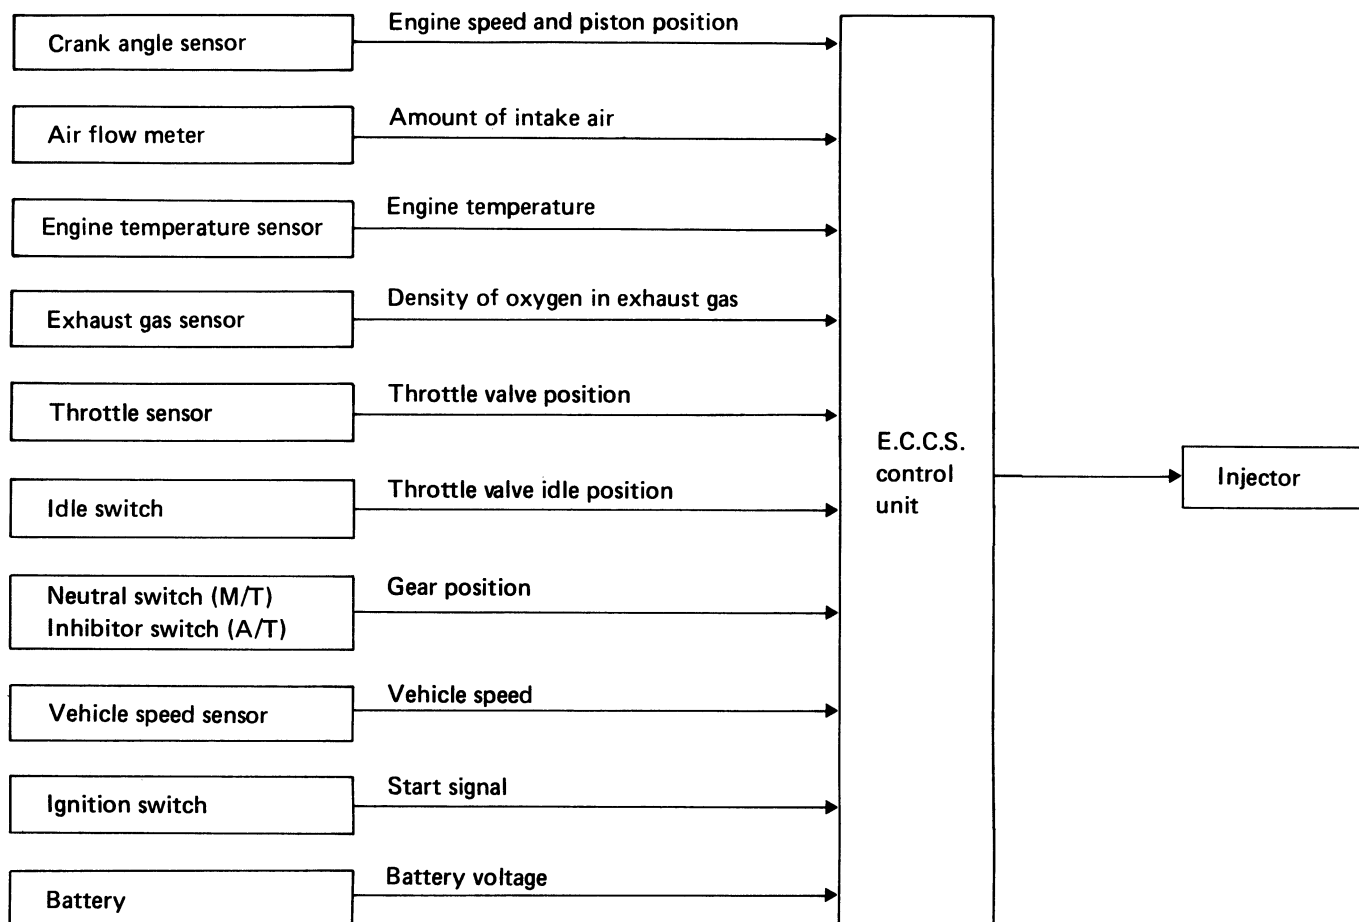 Crank angle sensor
Engine speed and piston position
Air flow meter
Amount of intake air
Engine temperature sensor
Engine temperature
Exhaust gas sensor
Density of oxygen in exhaust gas
Throttle sensor
Throttle valve position
Idle switch
Throttle valve idle position
Neutral switch (M/T)
Inhibitor switch (A/T)
Gear position
Vehicle speed sensor
Vehicle speed
Ignition switch
Start signal
Battery
Battery voltage
E.C.C.S.
control
unit
Injector